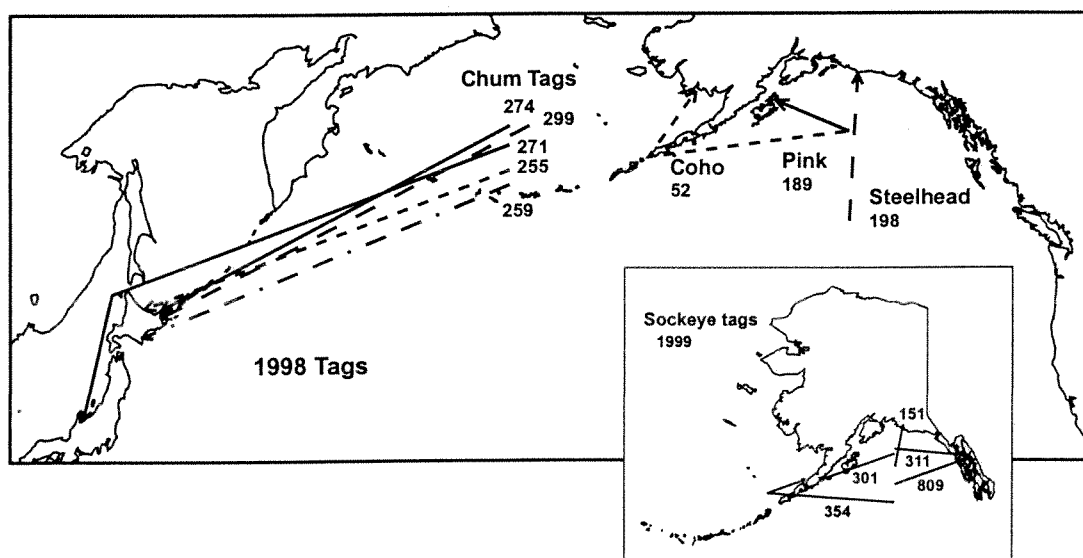 Chum Tags
274
299
271
255
259
Coho
52
Pink
189
Steelhead
198
1998 Tags
Sockeye tags
1999
151
311
301
809
354